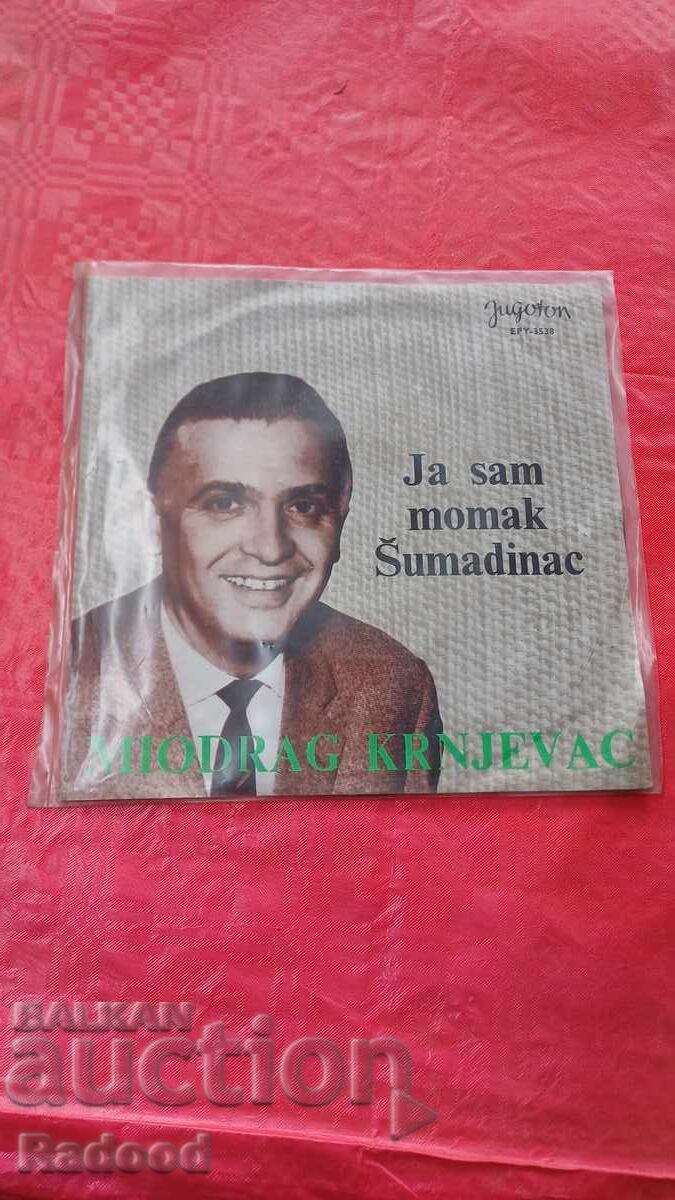 Jugoton
EPY-3538
Ja sam
momak
Šumadinac
MIODRAG KRNJEVAC
BALKAN
auction
Radood